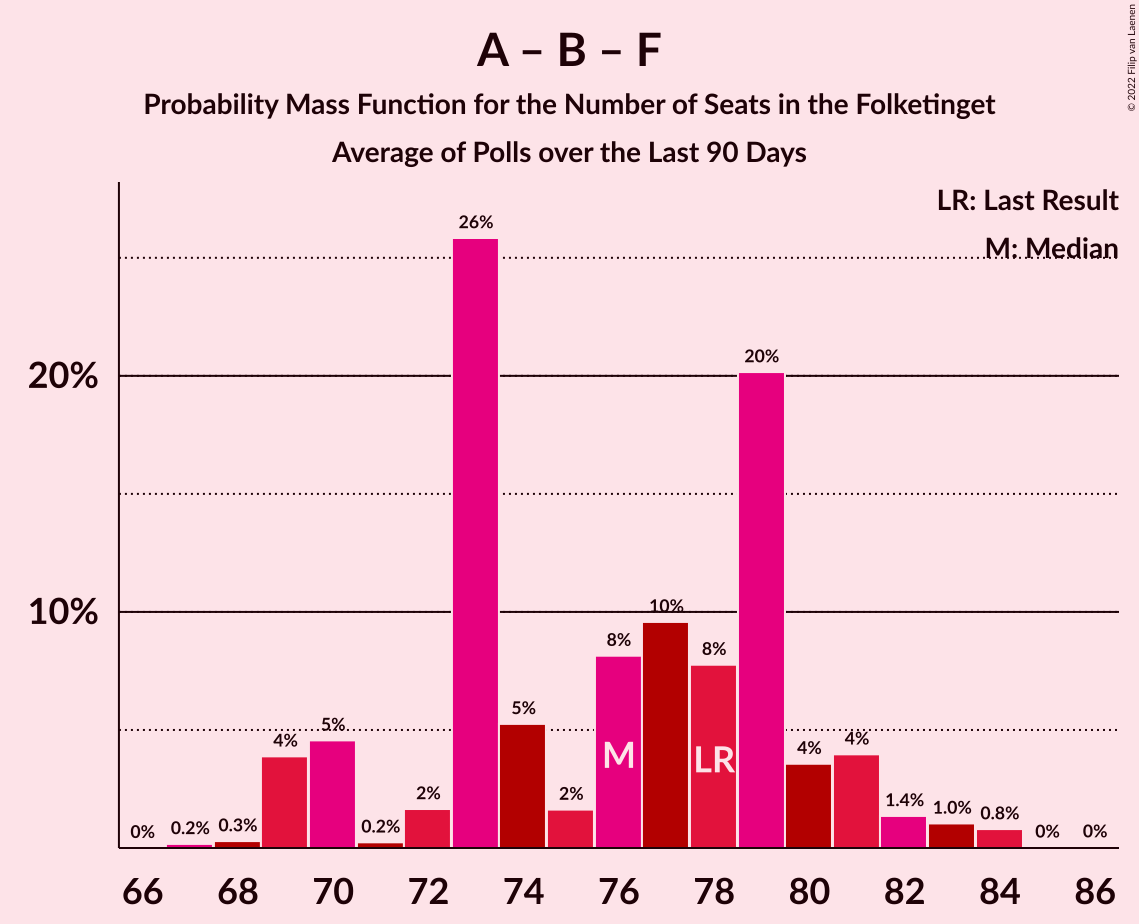 A – B – F
Probability Mass Function for the Number of Seats in the Folketinget
Average of Polls over the Last 90 Days
© 2022 Filip van Laenen
LR: Last Result
M: Median
20%
10%
0%
0.2%
0.3%
4%
5%
0.2%
2%
26%
5%
2%
8%
10%
8%
20%
4%
4%
1.4%
1.0%
0.8%
0%
0%
M
LR
66 68 70 72 74 76 78 80 82 84 86